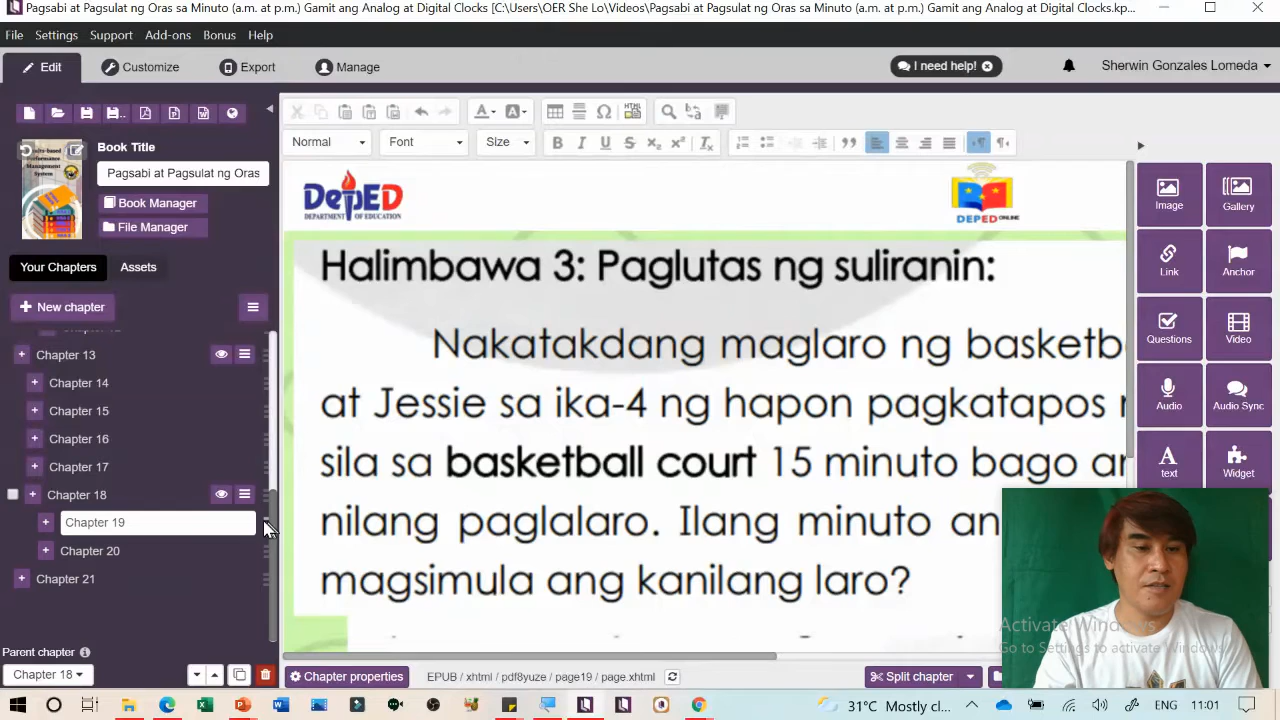 Pagsabi at Pagsulat ng Oras sa Minuto (a.m. at p.m.) Gamit ang Analog at Digital Clocks [C:\Users\OER She Lo\Videos\Pagsabi at Pagsulat ng Oras sa Minuto (a.m. at p.m.) Gamit ang Analog at Digital Clocks.kp...
File Settings Support Add-ons Bonus Help
Edit Customize Export Manage
I need help!
Sherwin Gonzales Lomeda
Book Title
Pagsabi at Pagsulat ng Oras
Book Manager
File Manager
Results-based
Performance
Management
System
Your Chapters Assets
New chapter
Chapter 13
Chapter 14
Chapter 15
Chapter 16
Chapter 17
Chapter 18
Chapter 19
Chapter 20
Chapter 21
Parent chapter
Chapter 18
Normal Font Size
HTML
DepED
DEPARTMENT OF EDUCATION
DEPED ONLINE
Halimbawa 3: Paglutas ng suliranin:
Nakatakdang maglaro ng basketb
at Jessie sa ika-4 ng hapon pagkatapos
sila sa basketball court 15 minuto bago
nilang paglalaro. Ilang minuto
magsimula ang kanilang laro?
Image Gallery
Link Anchor
Questions Video
Audio Audio Sync
text Widget
Chapter properties
EPUB / xhtml / pdf8yuze / page19 / page.xhtml
Split chapter
Activate Windows
Go to Settings to activate Windows.
31°C Mostly cl...
ENG 11:01